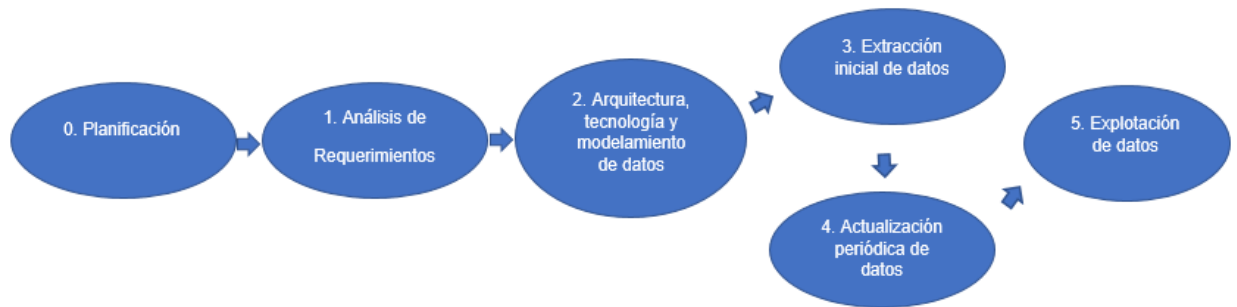 0. Planificación
1. Análisis de
Requerimientos
2. Arquitectura,
tecnología y
modelamiento
de datos
3. Extracción
inicial de datos
4. Actualización
periódica de
datos
5. Explotación
de datos